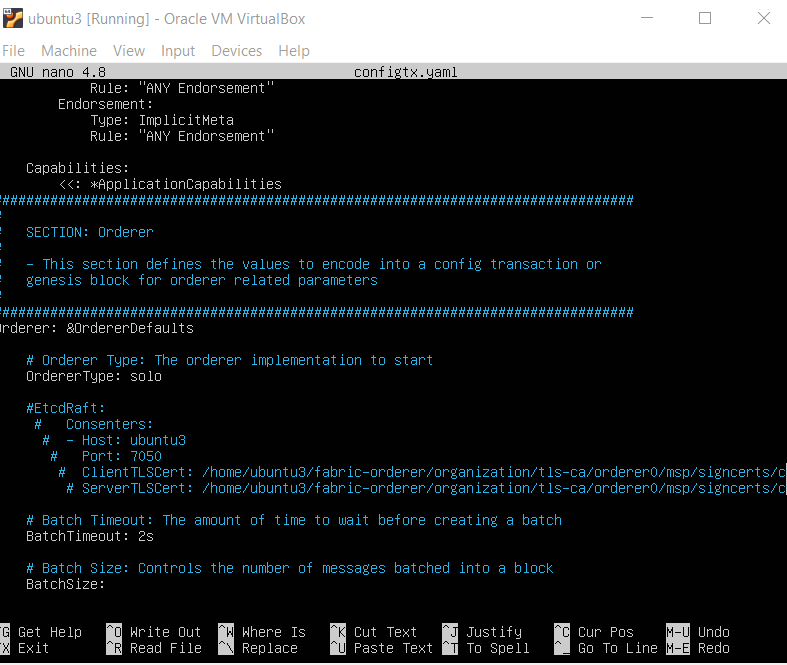 ubuntu3 [Running] - Oracle VM VirtualBox
File Machine View Input Devices Help
GNU nano 4.8 configtx.yaml
Rule: "ANY Endorsement"
Endorsement:
Type: ImplicitMeta
Rule: "ANY Endorsement"
Capabilities:
<<: *ApplicationCapabilities
################################################################################
#
# SECTION: Orderer
#
# - This section defines the values to encode into a config transaction or
# genesis block for orderer related parameters
#
################################################################################
Orderer: &OrdererDefaults
# Orderer Type: The orderer implementation to start
OrdererType: solo
#EtcdRaft:
# Consenters:
# - Host: ubuntu3
# Port: 7050
# ClientTLSCert: /home/ubuntu3/fabric-orderer/organization/tls-ca/orderer0/msp/signcerts/c
# ServerTLSCert: /home/ubuntu3/fabric-orderer/organization/tls-ca/orderer0/msp/signcerts/c
# Batch Timeout: The amount of time to wait before creating a batch
BatchTimeout: 2s
# Batch Size: Controls the number of messages batched into a block
BatchSize:
^G Get Help ^O Write Out ^W Where Is ^K Cut Text ^J Justify ^C Cur Pos M-U Undo
^X Exit ^R Read File ^\ Replace ^U Paste Text ^T To Spell ^_ Go To Line M-E Redo